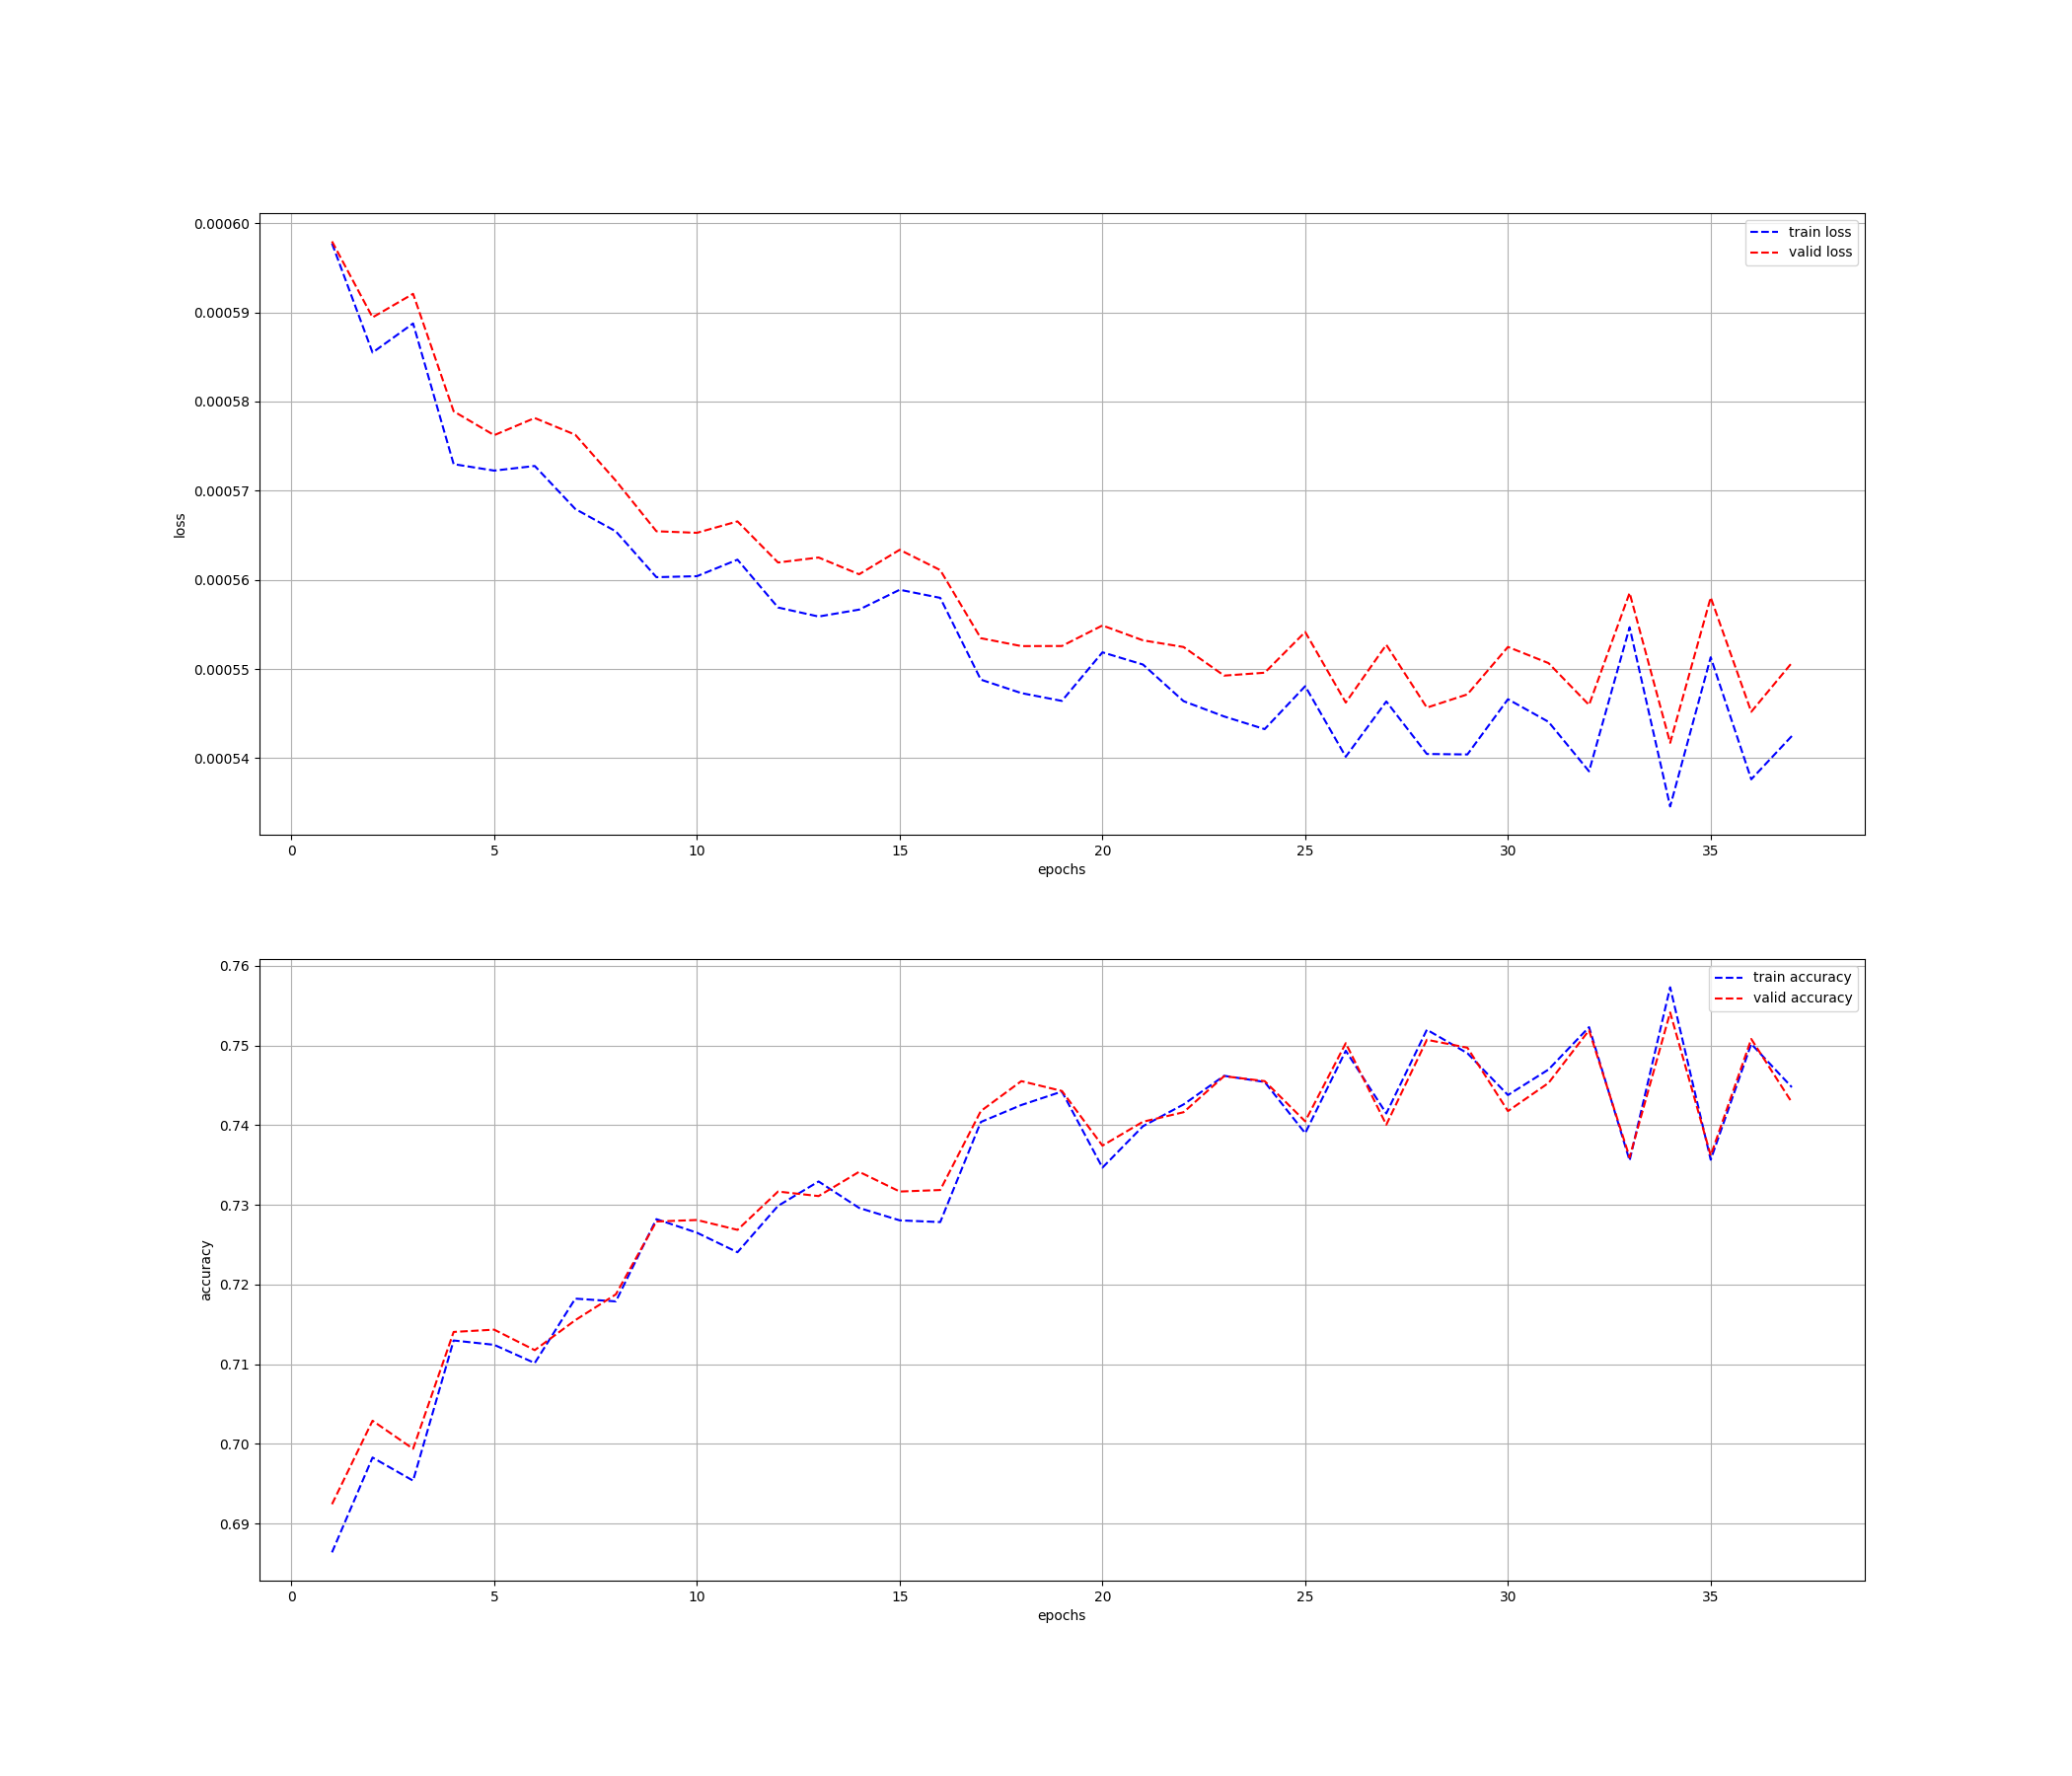 0.00060
0.00059
0.00058
0.00057
0.00056
0.00055
0.00054
loss
train loss
valid loss
0 5 10 15 20 25 30 35
epochs
0.76
0.75
0.74
0.73
0.72
0.71
0.70
0.69
accuracy
train accuracy
valid accuracy
0 5 10 15 20 25 30 35
epochs